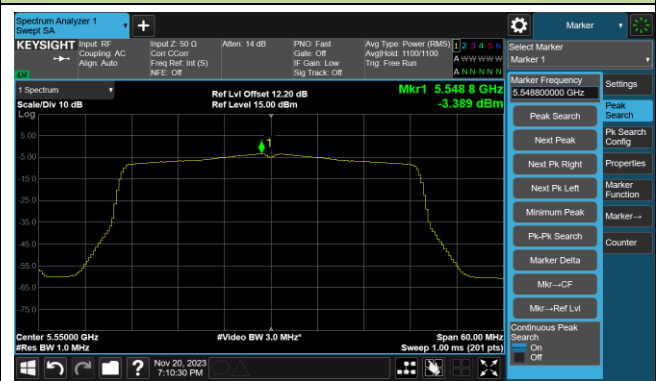 Spectrum Analyzer 1
Swept SA
+
Marker
KEYSIGHT
Input: RF
Coupling: AC
Align: Auto
Input Z: 50 Ω
Corr CCorr
Freq Ref: Int (S)
NFE: Off
Atten: 14 dB
PNO: Fast
Gate: Off
IF Gain: Low
Sig Track: Off
Avg Type: Power (RMS)
Avg|Hold: 1100/1100
Trig: Free Run
1 2 3 4 5 6
A W W W W W
A N N N N N
Select Marker
Marker 1
1 Spectrum
Scale/Div 10 dB
Log
Ref Lvl Offset 12.20 dB
Ref Level 15.00 dBm
Mkr1 5.548 8 GHz
-3.389 dBm
1
5.00
-5.00
-15.0
-25.0
-35.0
-45.0
-55.0
-65.0
-75.0
Center 5.55000 GHz
#Res BW 1.0 MHz
#Video BW 3.0 MHz*
Span 60.00 MHz
Sweep 1.00 ms (201 pts)
Marker Frequency
5.548800000 GHz
Peak Search
Next Peak
Next Pk Right
Next Pk Left
Minimum Peak
Pk-Pk Search
Marker Delta
Mkr→CF
Mkr→Ref Lvl
Continuous Peak
Search
On
Off
Settings
Peak
Search
Pk Search
Config
Properties
Marker
Function
Marker→
Counter
?
Nov 20, 2023
7:10:30 PM